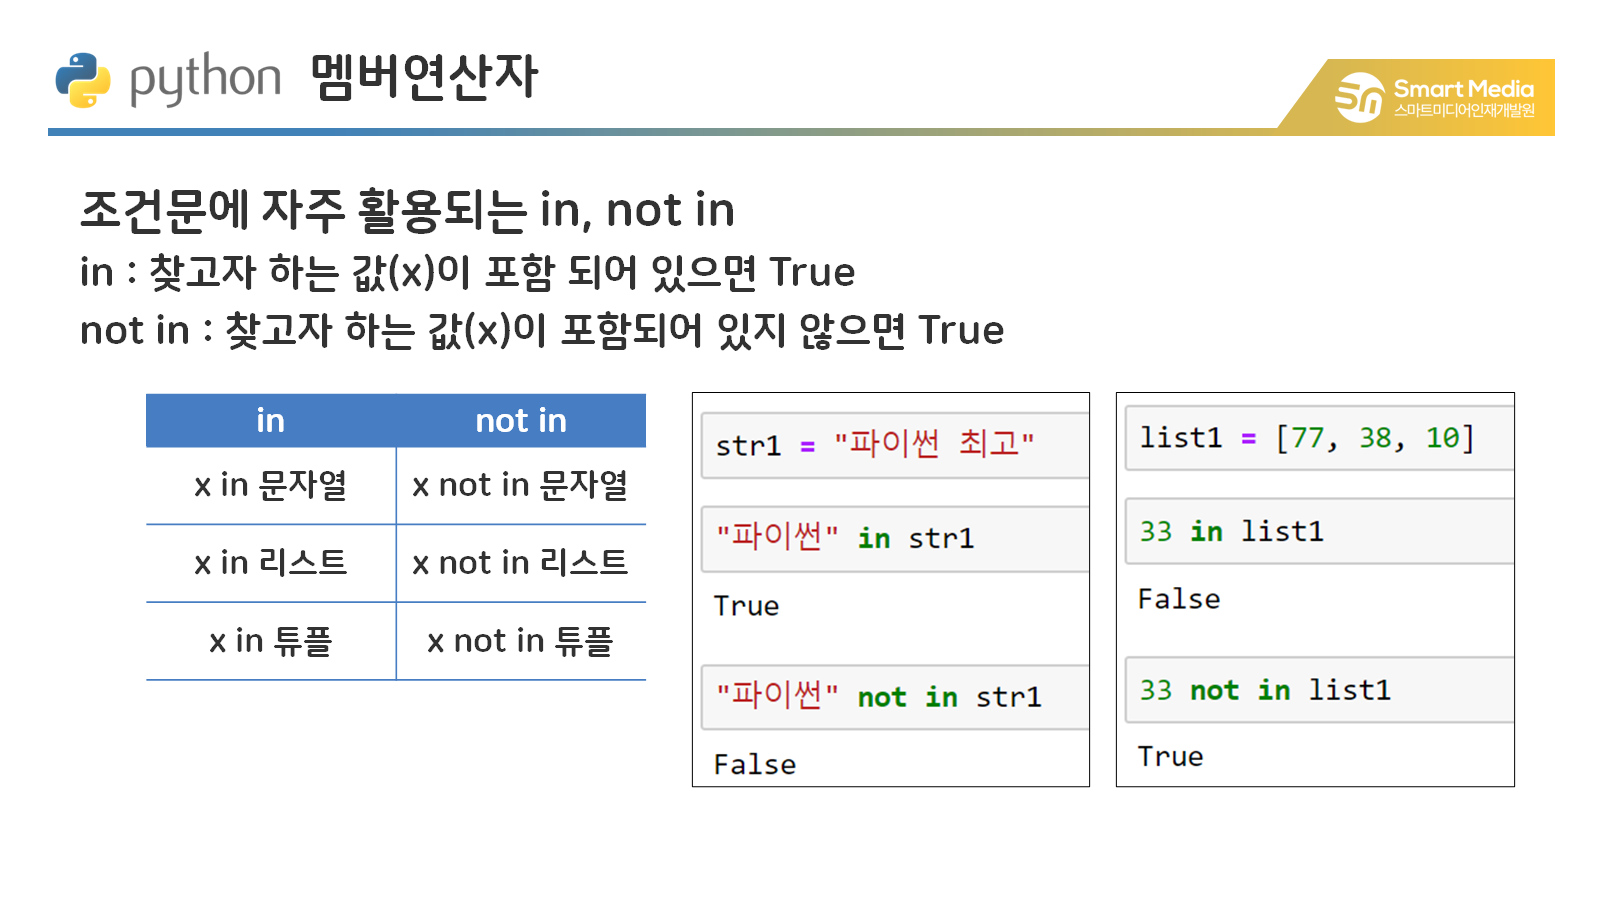 python 멤버연산자
Smart Media
스마트미디어인재개발원
조건문에 자주 활용되는 in, not in
in : 찾고자 하는 값(x)이 포함 되어 있으면 True
not in : 찾고자 하는 값(x)이 포함되어 있지 않으면 True
in not in
x in 문자열 x not in 문자열
x in 리스트 x not in 리스트
x in 튜플 x not in 튜플
str1 = "파이썬 최고"
"파이썬" in str1
True
"파이썬" not in str1
False
list1 = [77, 38, 10]
33 in list1
False
33 not in list1
True